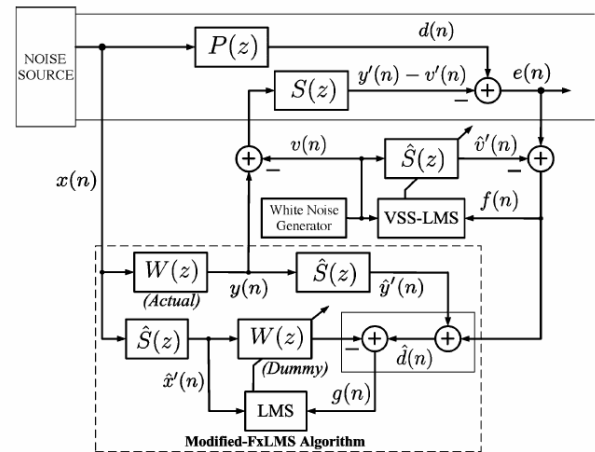 NOISE
SOURCE
P(z)
d(n)
S(z)
y′(n) − v′(n)
e(n)
−
x(n)
v(n)
−
Ŝ(z)
v̂′(n)
−
White Noise
Generator
VSS-LMS
f(n)
W(z)
(Actual)
y(n)
Ŝ(z)
ŷ′(n)
Ŝ(z)
x̂′(n)
W(z)
(Dummy)
−
d̂(n)
g(n)
LMS
Modified-FxLMS Algorithm